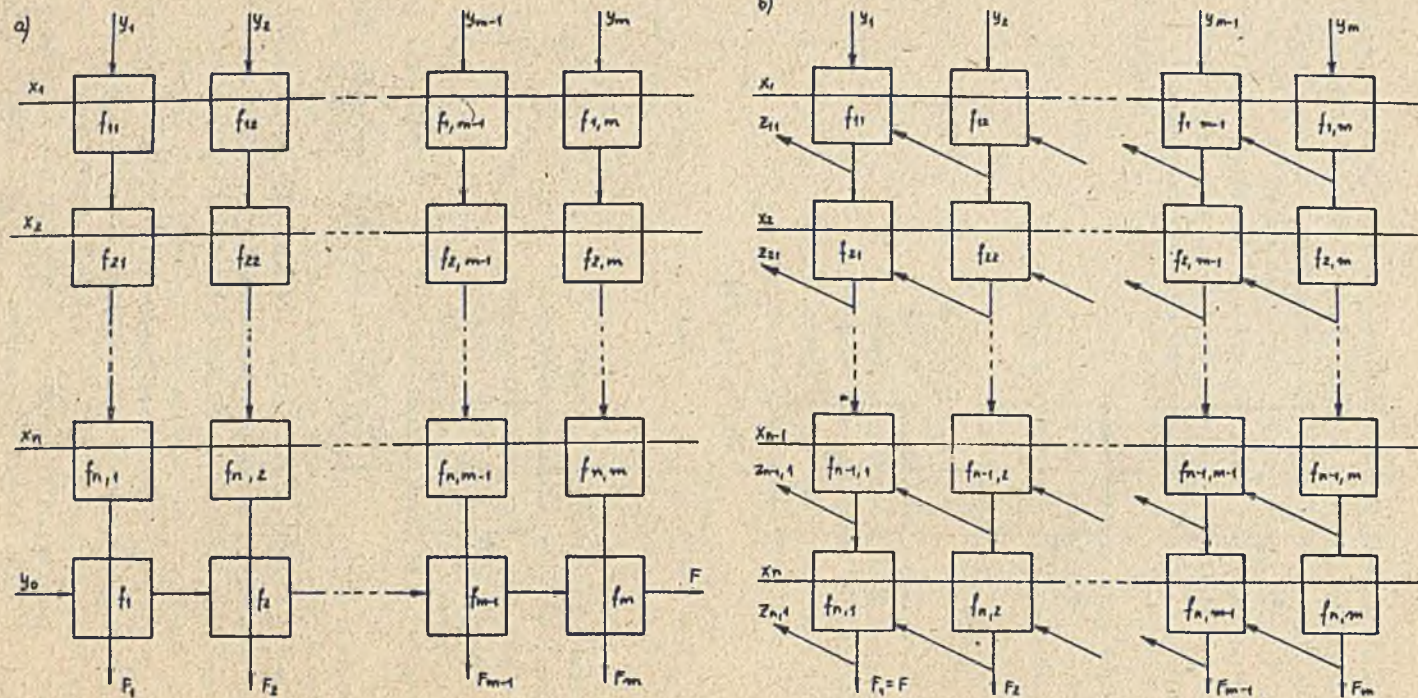 а)
y₁ y₂ yₘ₋₁ yₘ
x₁
f₁₁ f₁₂ f₁,ₘ₋₁ f₁,ₘ
x₂
f₂₁ f₂₂ f₂,ₘ₋₁ f₂,ₘ
xₙ
fₙ,₁ fₙ,₂ fₙ,ₘ₋₁ fₙ,ₘ
y₀ f₁ f₂ fₘ₋₁ fₘ F
F₁ F₂ Fₘ₋₁ Fₘ
б)
y₁ y₂ yₘ₋₁ yₘ
x₁
z₁₁ f₁₁ f₁₂ f₁ ₘ₋₁ f₁,ₘ
x₂
z₂₁ f₂₁ f₂₂ f₂,ₘ₋₁ f₂,ₘ
xₙ₋₁
zₙ₋₁,₁ fₙ₋₁,₁ fₙ₋₁,₂ fₙ₋₁,ₘ₋₁ fₙ₋₁,ₘ
xₙ
zₙ,₁ fₙ,₁ fₙ,₂ fₙ,ₘ₋₁ fₙ,ₘ
F₁=F F₂ Fₘ₋₁ Fₘ